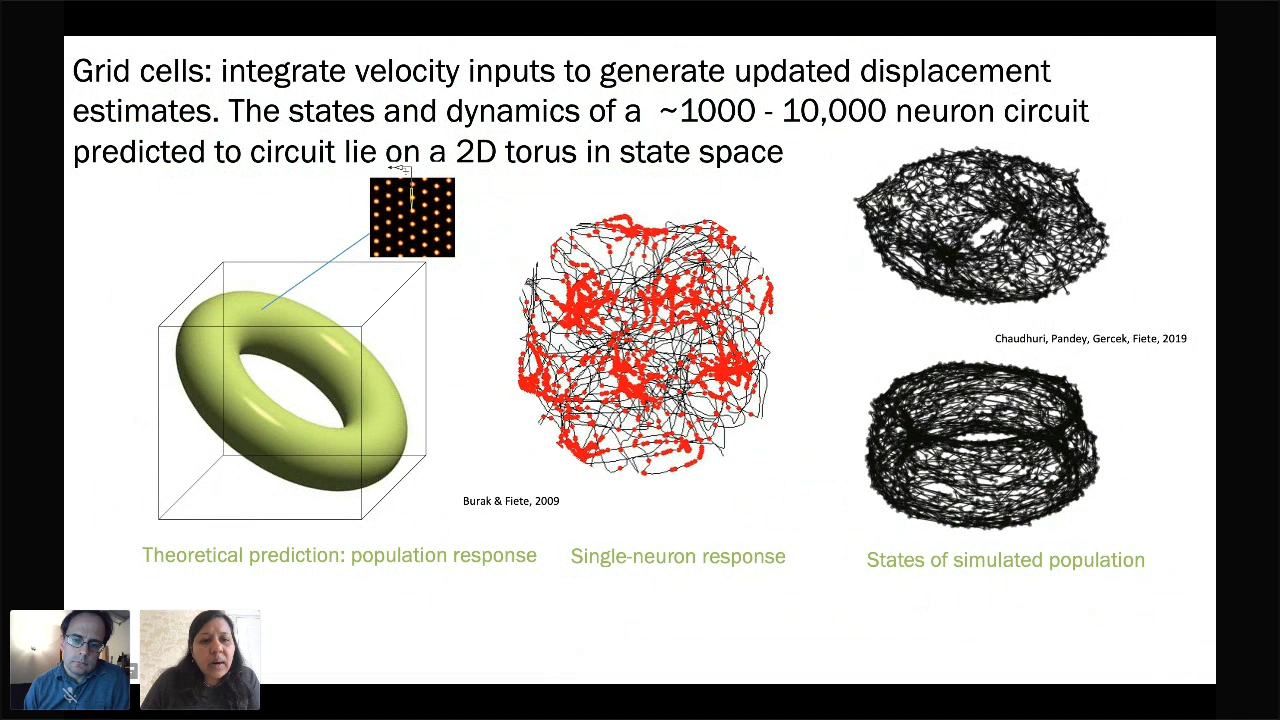 Grid cells: integrate velocity inputs to generate updated displacement
estimates. The states and dynamics of a ~1000 - 10,000 neuron circuit
predicted to circuit lie on a 2D torus in state space
Chaudhuri, Pandey, Gercek, Fiete, 2019
Burak & Fiete, 2009
Theoretical prediction: population response
Single-neuron response
States of simulated population